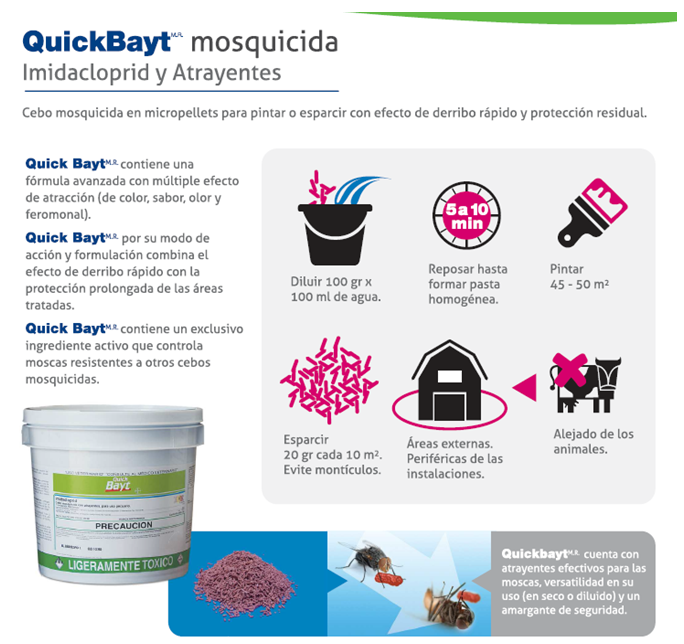 QuickBayt M.R. mosquicida
Imidacloprid y Atrayentes
Cebo mosquicida en micropellets para pintar o esparcir con efecto de derribo rápido y protección residual.
Quick Bayt M.R. contiene una
fórmula avanzada con múltiple efecto
de atracción (de color, sabor, olor y
feromonal).
Quick Bayt M.R. por su modo de
acción y formulación combina el
efecto de derribo rápido con la
protección prolongada de las áreas
tratadas.
Quick Bayt M.R. contiene un exclusivo
ingrediente activo que controla
moscas resistentes a otros cebos
mosquicidas.
Diluir 100 gr x
100 ml de agua.
5 a 10
min
Reposar hasta
formar pasta
homogénea.
Pintar
45 - 50 m²
Esparcir
20 gr cada 10 m².
Evite montículos.
Áreas externas.
Periféricas de las
instalaciones.
Alejado de los
animales.
Quick
Bayt
PRECAUCION
LIGERAMENTE TOXICO
Quickbayt M.R. cuenta con
atrayentes efectivos para las
moscas, versatilidad en su
uso (en seco o diluido) y un
amargante de seguridad.